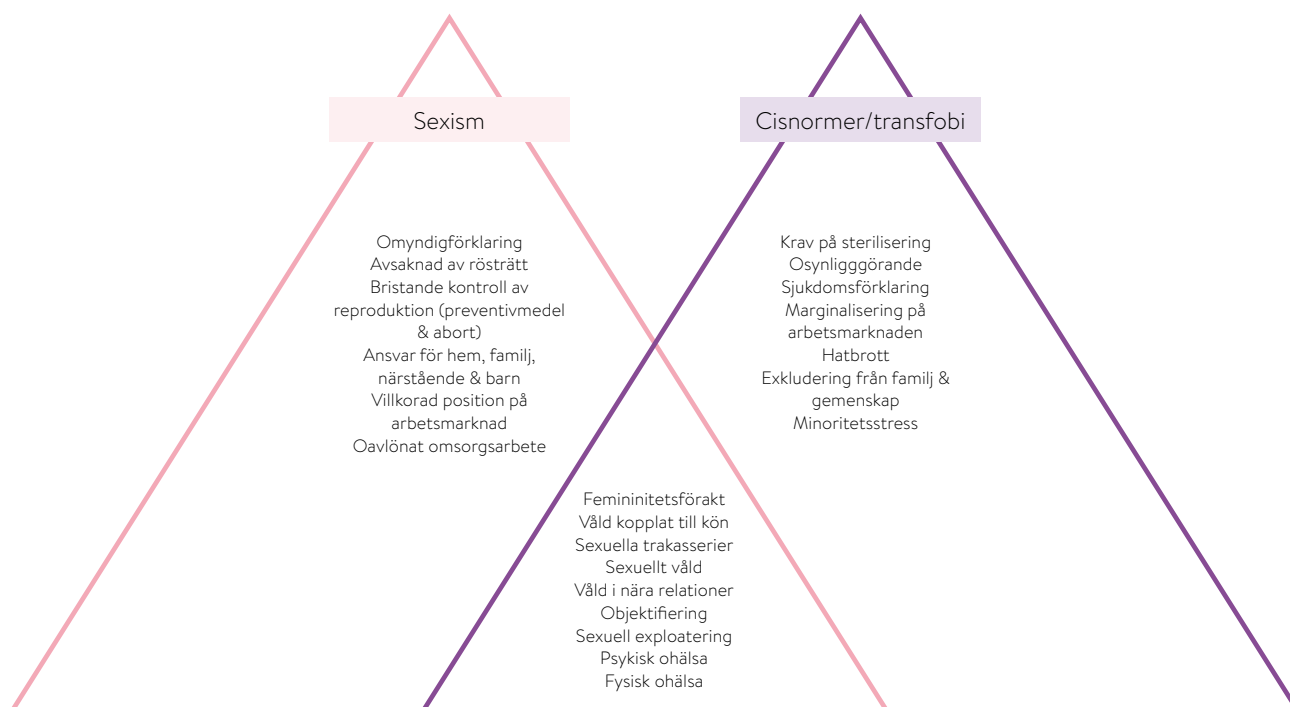 Sexism
Omyndigförklaring
Avsaknad av rösträtt
Bristande kontroll av
reproduktion (preventivmedel
& abort)
Ansvar för hem, familj,
närstående & barn
Villkorad position på
arbetsmarknad
Oavlönat omsorgsarbete
Cisnormer/transfobi
Krav på sterilisering
Osynligggörande
Sjukdomsförklaring
Marginalisering på
arbetsmarknaden
Hatbrott
Exkludering från familj &
gemenskap
Minoritetsstress
Femininitetsförakt
Våld kopplat till kön
Sexuella trakasserier
Sexuellt våld
Våld i nära relationer
Objektifiering
Sexuell exploatering
Psykisk ohälsa
Fysisk ohälsa